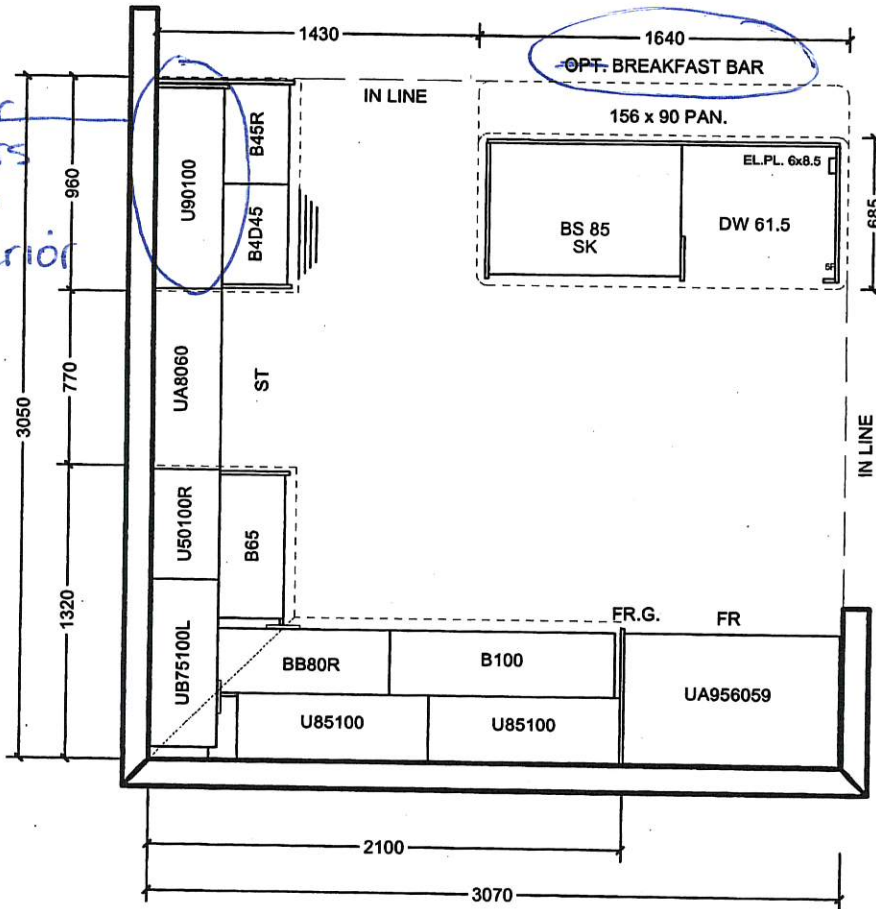 1430
1640
OPT. BREAKFAST BAR
IN LINE
156 x 90 PAN.
EL.PL. 6x8.5
B45R
U90100
960
B4D45
BS 85
SK
DW 61.5
685
SF
3050
770
UA8060
ST
IN LINE
U50100R
B65
1320
UB75100L
FR.G.
FR
BB80R
B100
UA956059
U85100
U85100
2100
3070